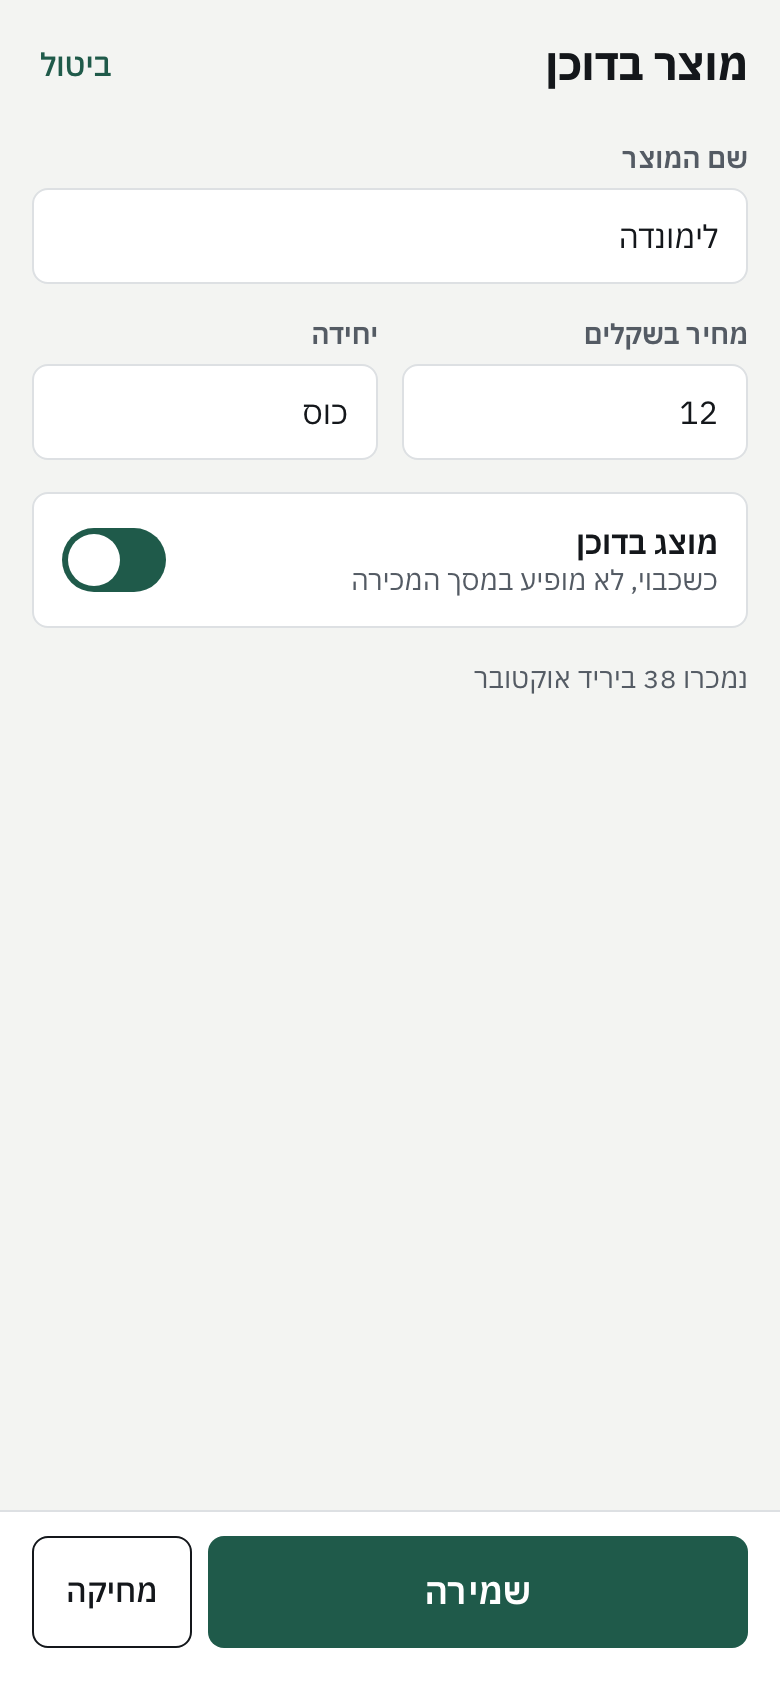 מוצר בדוכן
ביטול
שם המוצר
לימונדה
מחיר בשקלים
יחידה
12
כוס
מוצג בדוכן
כשכבוי, לא מופיע במסך המכירה
נמכרו 38 ביריד אוקטובר
שמירה
מחיקה